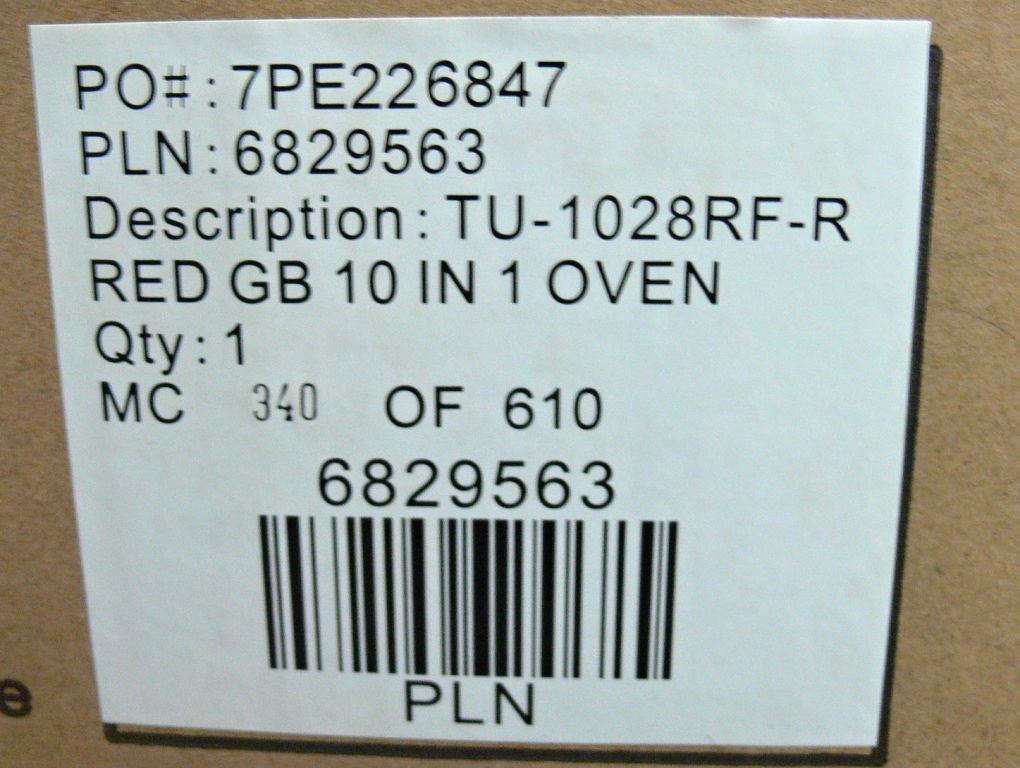 PO#:7PE226847
PLN:6829563
Description:TU-1028RF-R
RED GB 10 IN 1 OVEN
Qty:1
MC 340 OF 610
6829563
PLN
e